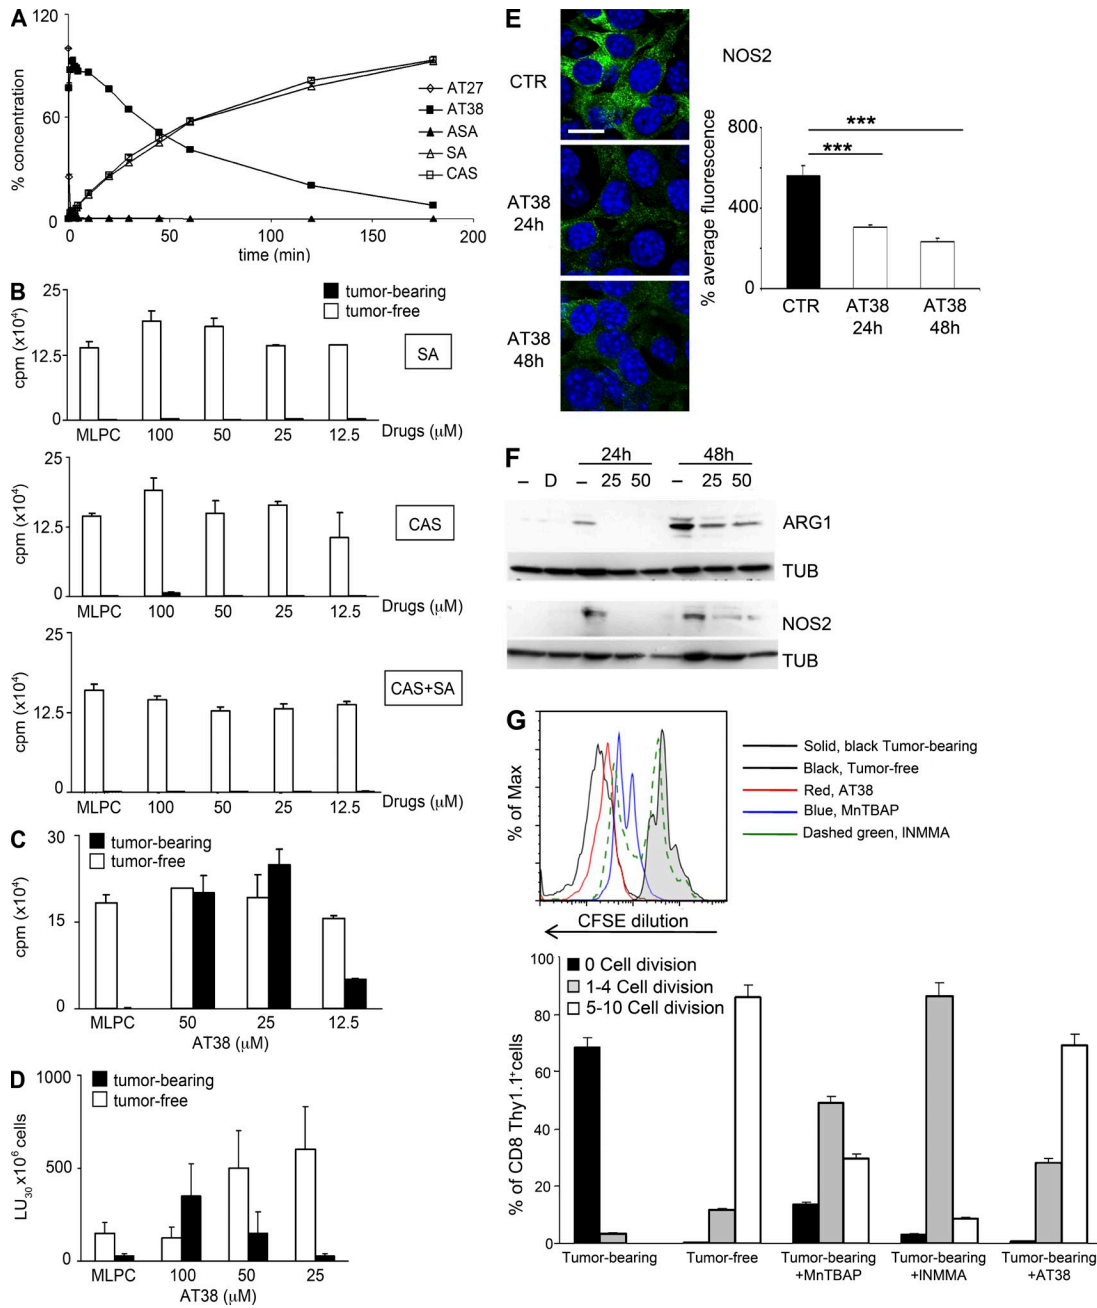 A
120
60
0
% concentration
0 50 100 150 200
time (min)
AT27
AT38
ASA
SA
CAS
B
tumor-bearing
tumor-free
25
12.5
0
cpm (x10⁴)
SA
MLPC 100 50 25 12.5 Drugs (μM)
25
12.5
0
cpm (x10⁴)
CAS
MLPC 100 50 25 12.5 Drugs (μM)
25
12.5
0
cpm (x10⁴)
CAS+SA
MLPC 100 50 25 12.5 Drugs (μM)
C
tumor-bearing
tumor-free
30
15
0
cpm (x10⁴)
MLPC 50 25 12.5
AT38 (μM)
D
tumor-bearing
tumor-free
1000
500
0
LU₃₀ x10⁶ cells
MLPC 100 50 25
AT38 (μM)
E
CTR
AT38
24h
AT38
48h
NOS2
800
400
0
% average fluorescence
***
***
CTR AT38 AT38
24h 48h
F
24h 48h
– D – 25 50 – 25 50
ARG1
TUB
NOS2
TUB
G
% of Max
CFSE dilution
Solid, black Tumor-bearing
Black, Tumor-free
Red, AT38
Blue, MnTBAP
Dashed green, lNMMA
100
80
60
40
20
0
% of CD8 Thy1.1⁺cells
0 Cell division
1-4 Cell division
5-10 Cell division
Tumor-bearing Tumor-free Tumor-bearing Tumor-bearing Tumor-bearing
+MnTBAP +lNMMA +AT38